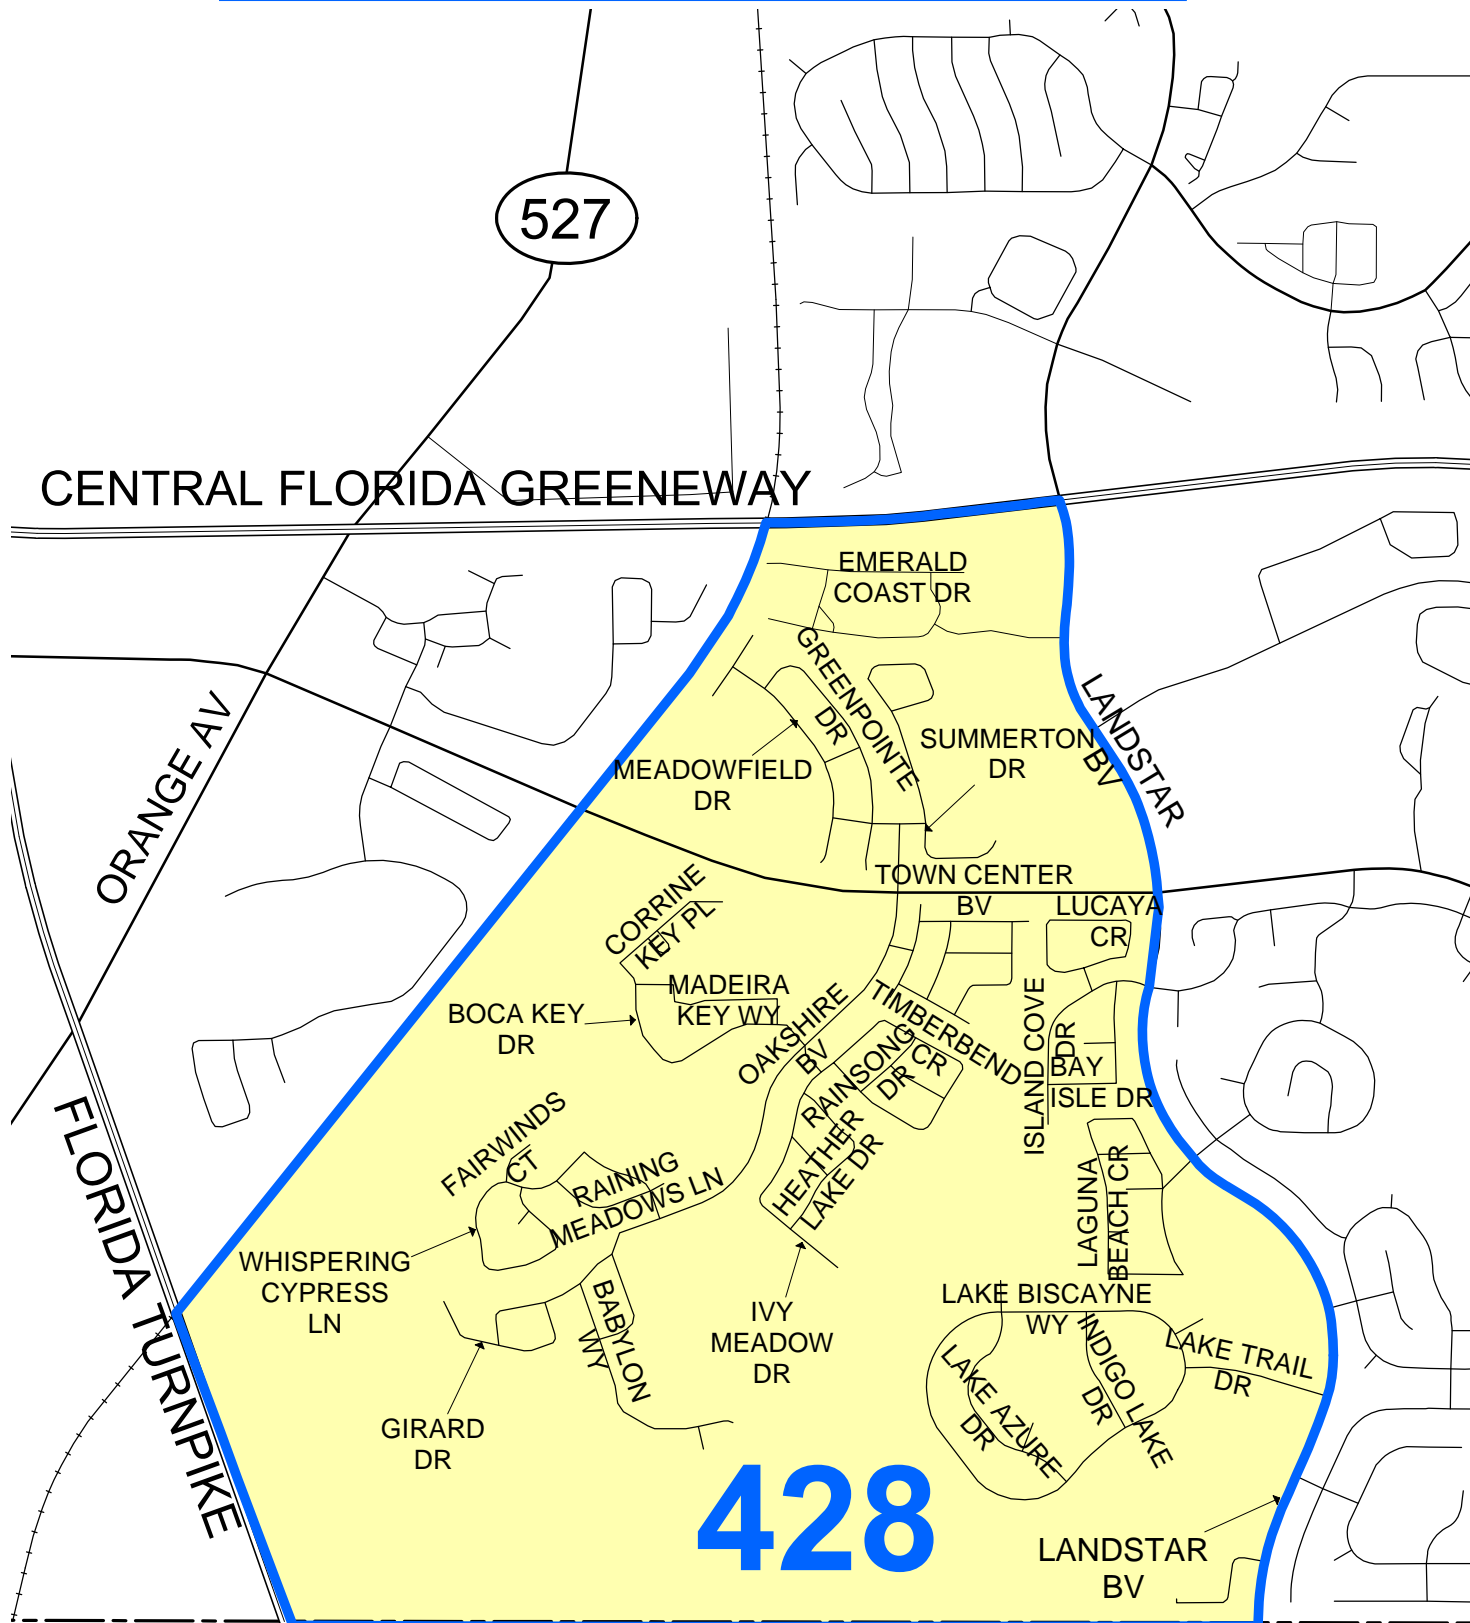 527
CENTRAL FLORIDA GREENEWAY
EMERALD
COAST DR
GREENPOINTE
DR
LANDSTAR
BV
ORANGE AV
SUMMERTON
DR
MEADOWFIELD
DR
TOWN CENTER
BV
CORRINE
KEY PL
LUCAYA
CR
MADEIRA
KEY WY
BOCA KEY
DR
OAKSHIRE
BV
TIMBERBEND
CR
RAINSONG
DR
ISLAND COVE
DR
BAY
ISLE DR
FLORIDA TURNPIKE
FAIRWINDS
CT
HEATHER
LAKE DR
RAINING
MEADOWS LN
LAGUNA
BEACH CR
WHISPERING
CYPRESS
LN
BABYLON
WY
IVY
MEADOW
DR
LAKE BISCAYNE
WY
INDIGO LAKE
DR
LAKE TRAIL
DR
LAKE AZURE
DR
GIRARD
DR
428
LANDSTAR
BV